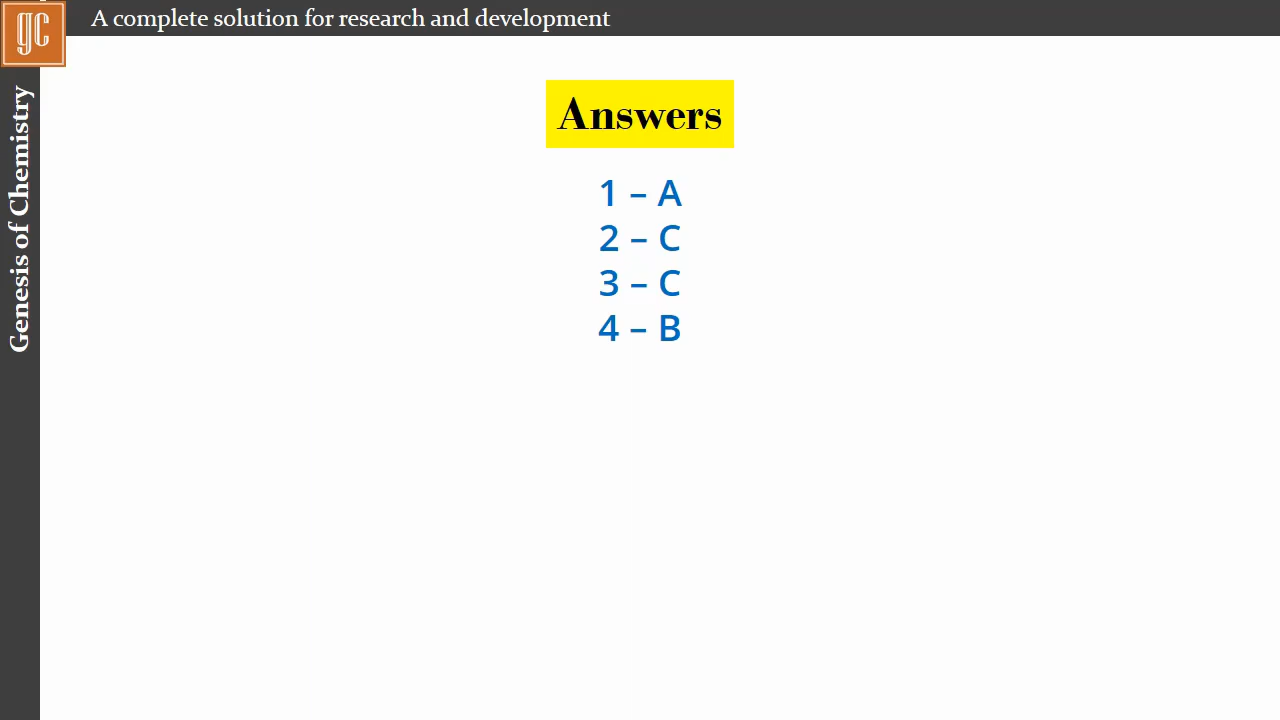 A complete solution for research and development
gc
Genesis of Chemistry
Answers
1 – A
2 – C
3 – C
4 – B